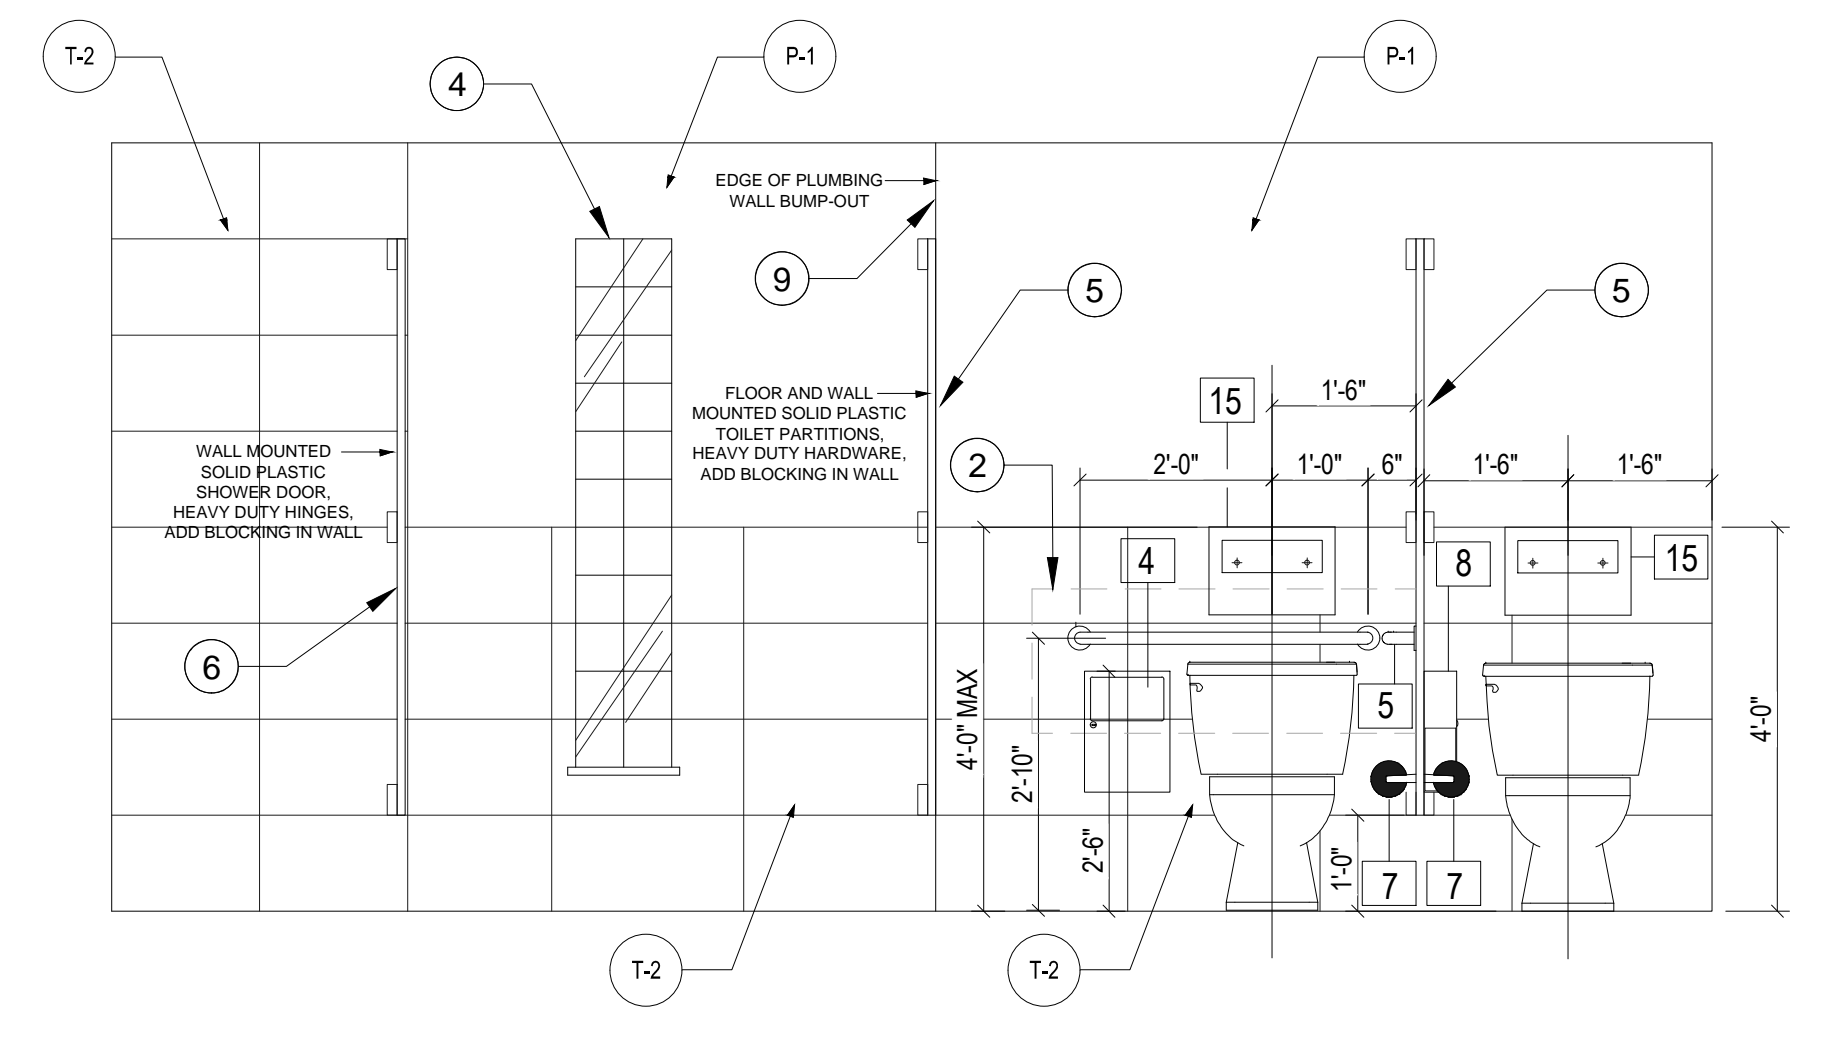 T-2
4
P-1
P-1
EDGE OF PLUMBING
WALL BUMP-OUT
9
5
5
FLOOR AND WALL
MOUNTED SOLID PLASTIC
TOILET PARTITIONS,
HEAVY DUTY HARDWARE,
ADD BLOCKING IN WALL
WALL MOUNTED
SOLID PLASTIC
SHOWER DOOR,
HEAVY DUTY HINGES,
ADD BLOCKING IN WALL
15
1'-6"
2
2'-0"
1'-0"
6"
1'-6"
1'-6"
4
8
15
6
5
4'-0" MAX
2'-10"
2'-6"
1'-0"
4'-0"
7
7
T-2
T-2